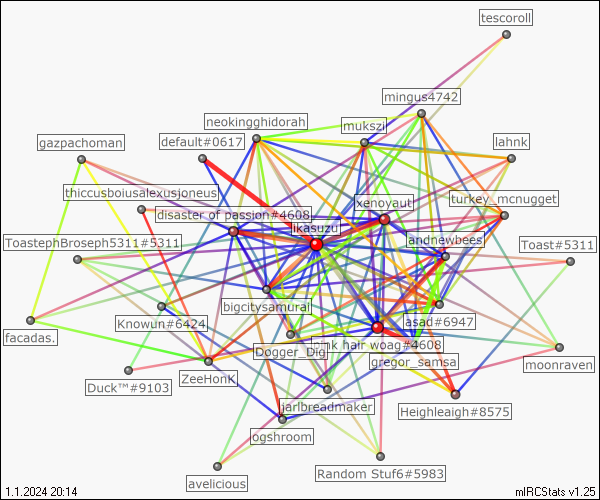 tescoroll
mingus4742
neokingghidorah
mukszi
gazpachoman
default#0617
lahnk
thiccusboiusalexusjoneus
xenoyaut
turkey_mcnugget
disaster of passion#4608
likasuzu
ToastephBroseph5311#5311
andnewbees
Toast#5311
bigcitysamurai
Knowun#6424
asad#6947
facadas.
Dogger_Dig
pink hair woag#4608
gregor_samsa
moonraven
Duck™#9103
ZeeHonK
jarlbreadmaker
Heighleigh#8575
ogshroom
avelicious
Random Stuf6#5983
1.1.2024 20:14
mIRCStats v1.25